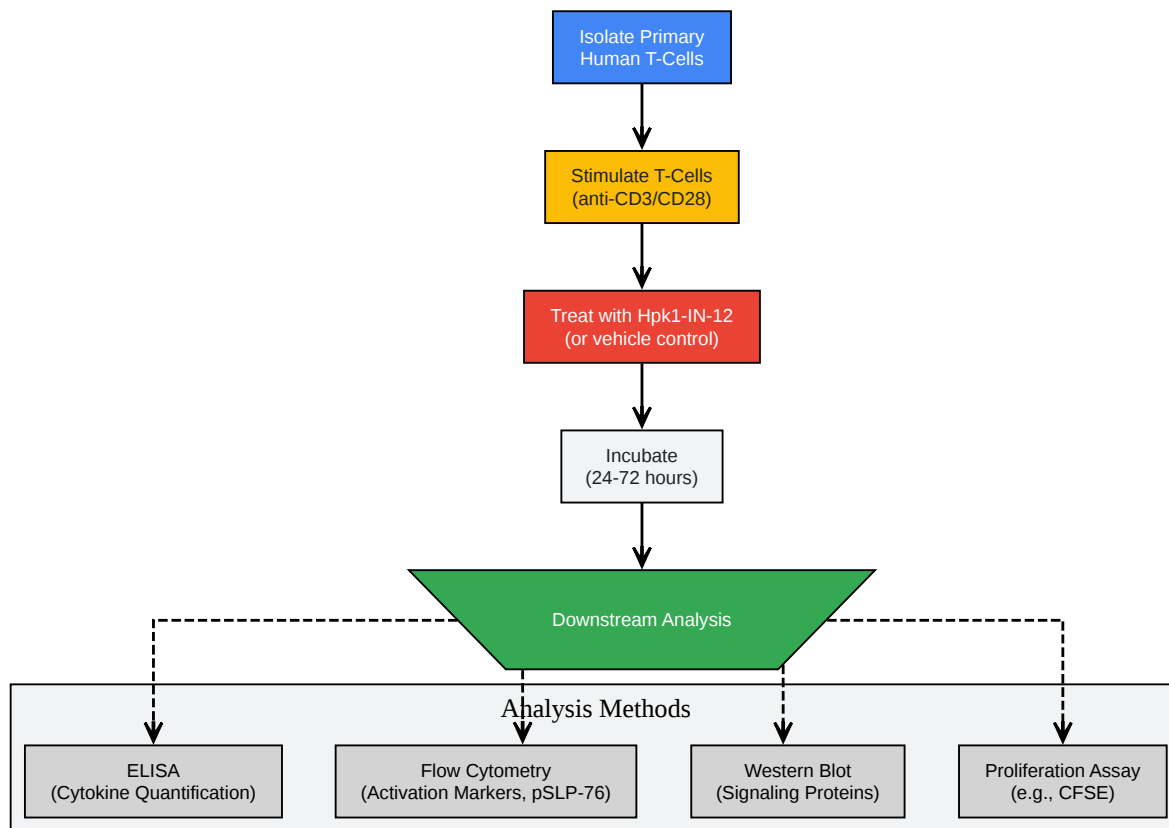 Isolate Primary
Human T-Cells
Stimulate T-Cells
(anti-CD3/CD28)
Treat with Hpk1-IN-12
(or vehicle control)
Incubate
(24-72 hours)
Downstream Analysis
Analysis Methods
ELISA
(Cytokine Quantification)
Flow Cytometry
(Activation Markers, pSLP-76)
Western Blot
(Signaling Proteins)
Proliferation Assay
(e.g., CFSE)